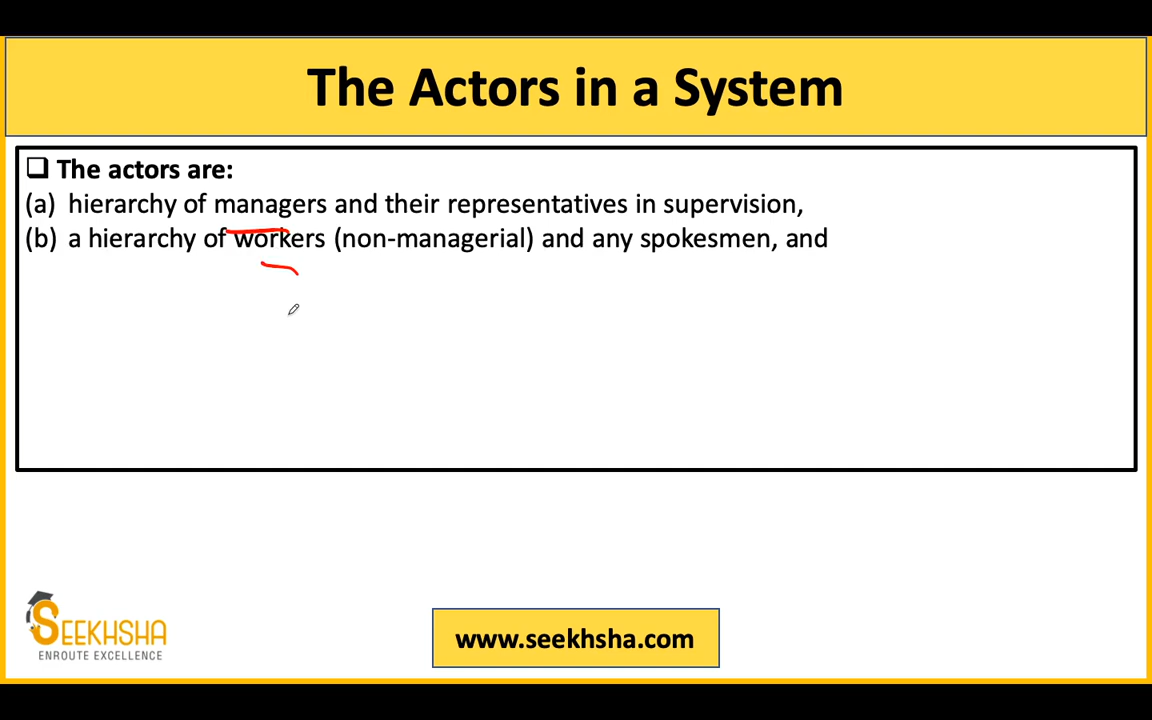 The Actors in a System
The actors are:
(a) hierarchy of managers and their representatives in supervision,
(b) a hierarchy of workers (non-managerial) and any spokesmen, and
SEEKHSHA
ENROUTE EXCELLENCE
www.seekhsha.com